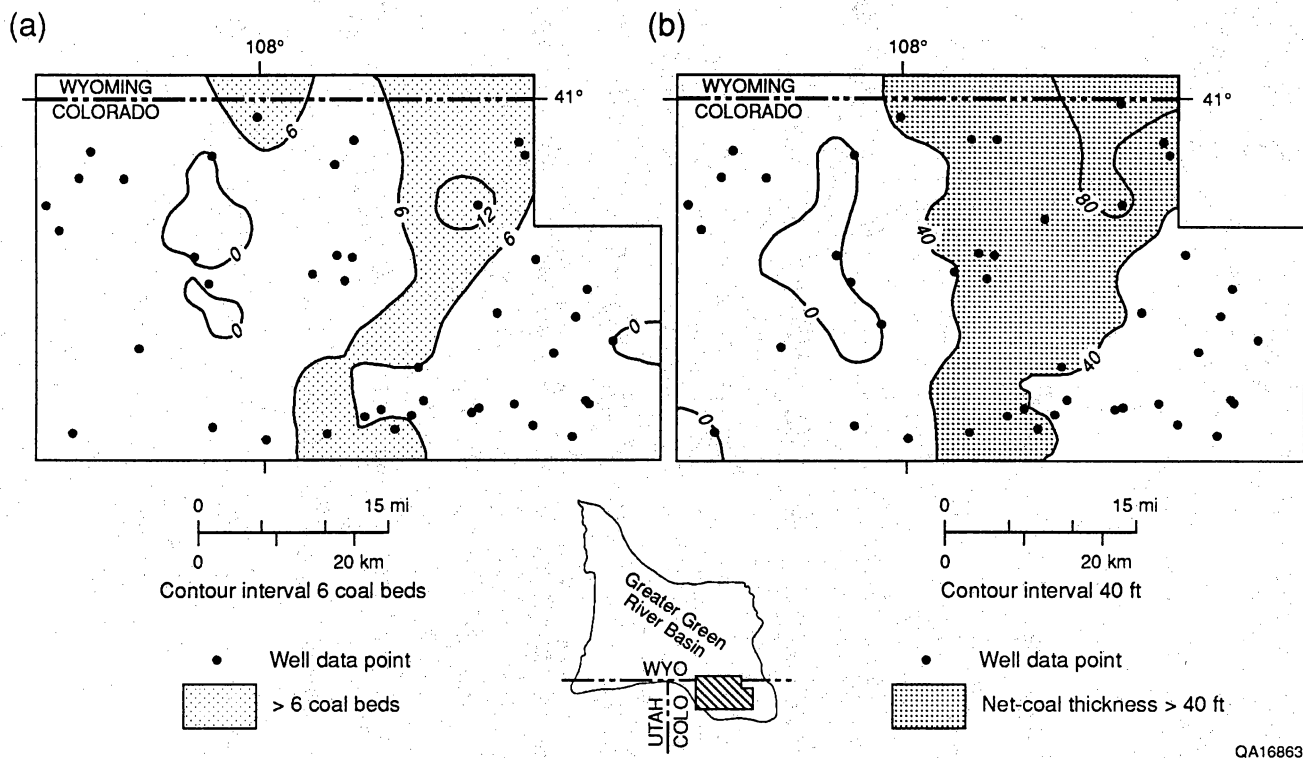 (a)
108°
WYOMING
COLORADO
41°
6
0
6
12
6
0
0
(b)
108°
WYOMING
COLORADO
41°
80
40
0
40
0
0 15 mi
0 20 km
Contour interval 6 coal beds
Well data point
> 6 coal beds
Greater Green
River Basin
WYO
UTAH
COLO
0 15 mi
0 20 km
Contour interval 40 ft
Well data point
Net-coal thickness > 40 ft
QA16863